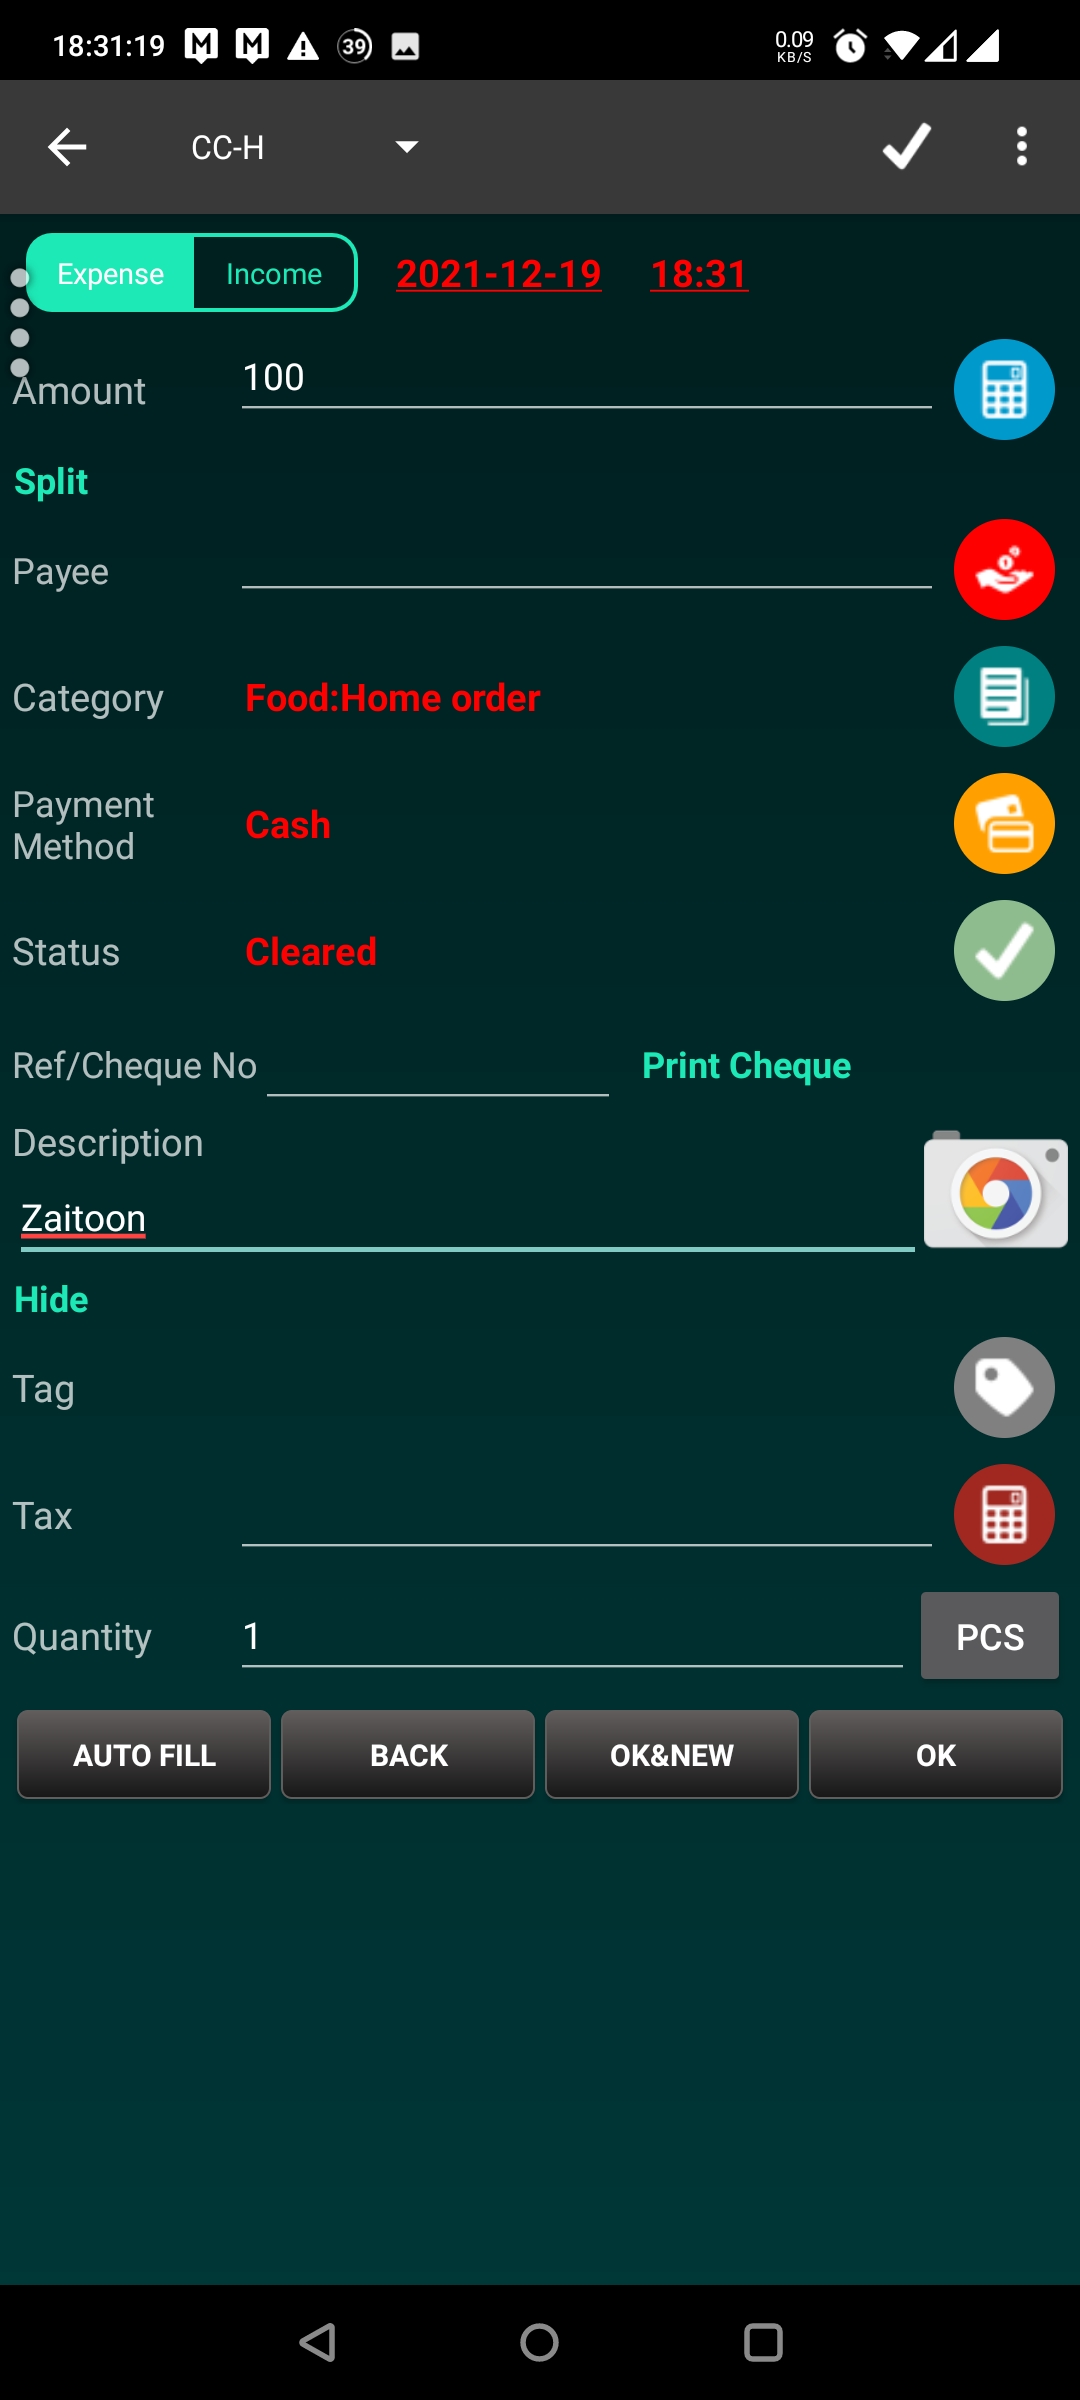 18:31:19 39 0.09 KB/S
CC-H
Expense Income 2021-12-19 18:31
Amount 100
Split
Payee
Category Food:Home order
Payment Method Cash
Status Cleared
Ref/Cheque No Print Cheque
Description
Zaitoon
Hide
Tag
Tax
Quantity 1 PCS
AUTO FILL BACK OK&NEW OK